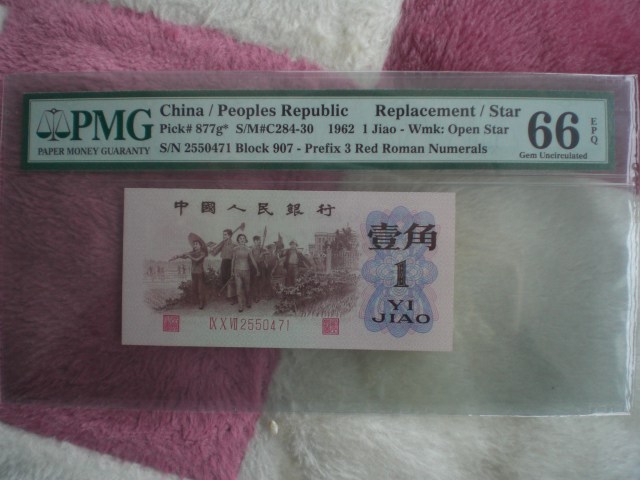 PMG
PAPER MONEY GUARANTY
China / Peoples Republic Replacement / Star
Pick# 877g* S/M#C284-30 1962 1 Jiao - Wmk: Open Star
S/N 2550471 Block 907 - Prefix 3 Red Roman Numerals
66
EPQ
Gem Uncirculated
中國人民銀行
壹角
1
YI
JIAO
IX X VII 2550471